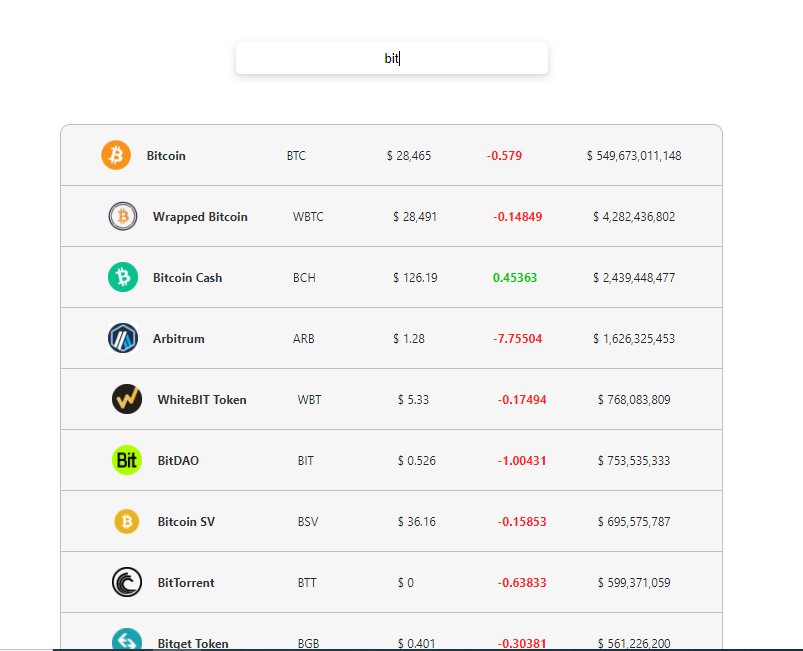 bit
Bitcoin BTC $ 28,465 -0.579 $ 549,673,011,148
Wrapped Bitcoin WBTC $ 28,491 -0.14849 $ 4,282,436,802
Bitcoin Cash BCH $ 126.19 0.45363 $ 2,439,448,477
Arbitrum ARB $ 1.28 -7.75504 $ 1,626,325,453
WhiteBIT Token WBT $ 5.33 -0.17494 $ 768,083,809
Bit BitDAO BIT $ 0.526 -1.00431 $ 753,535,333
Bitcoin SV BSV $ 36.16 -0.15853 $ 695,575,787
BitTorrent BTT $ 0 -0.63833 $ 599,371,059
Bitget Token BGB $ 0.401 -0.30381 $ 561,226,200